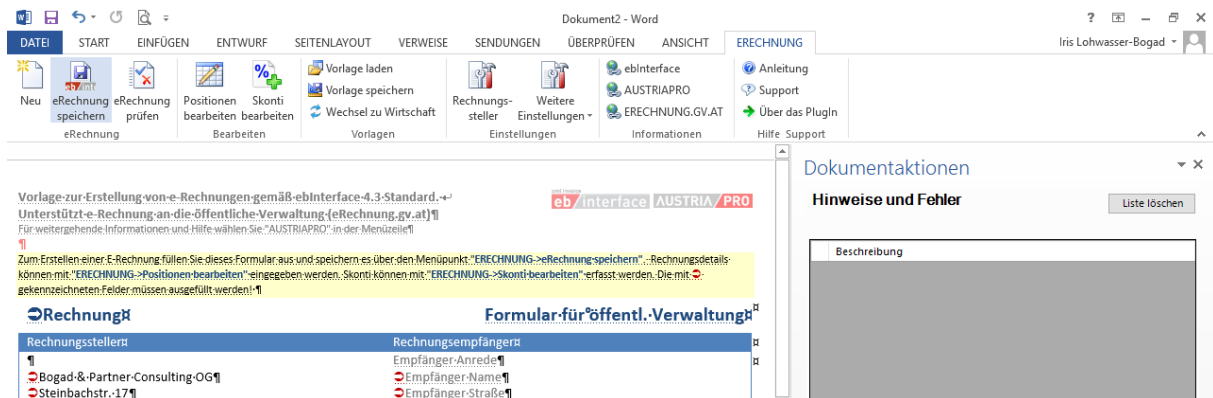 Dokument2 - Word
DATEI START EINFÜGEN ENTWURF SEITENLAYOUT VERWEISE SENDUNGEN ÜBERPRÜFEN ANSICHT ERECHNUNG Iris Lohwasser-Bogad
Neu
eRechnung speichern
eRechnung prüfen
eRechnung
Positionen bearbeiten
Skonti bearbeiten
Bearbeiten
Vorlage laden
Vorlage speichern
Wechsel zu Wirtschaft
Vorlagen
Rechnungs-
steller
Weitere
Einstellungen
Einstellungen
ebInterface
AUSTRIAPRO
ERECHNUNG.GV.AT
Informationen
Anleitung
Support
Über das PlugIn
Hilfe Support
Vorlage zur Erstellung von e-Rechnungen gemäß ebInterface 4.3 Standard.
Unterstützt e-Rechnung an die öffentliche Verwaltung (eRechnung.gv.at)¶
Für weitergehende Informationen und Hilfe wählen Sie "AUSTRIAPRO" in der Menüzeile¶
¶
eb/interface AUSTRIA/PRO
Zum Erstellen einer E-Rechnung füllen Sie dieses Formular aus und speichern es über den Menüpunkt "ERECHNUNG->eRechnung speichern". Rechnungsdetails
können mit "ERECHNUNG->Positionen bearbeiten" eingegeben werden. Skonti können mit "ERECHNUNG->Skonti bearbeiten" erfasst werden. Die mit
gekennzeichneten Felder müssen ausgefüllt werden! ¶
Rechnung¤ Formular für öffentl. Verwaltung¤
Rechnungssteller¤ Rechnungsempfänger¤
¶ Empfänger Anrede¶
Bogad & Partner Consulting OG¶ Empfänger Name¶
Steinbachstr. 17¶ Empfänger Straße¶
Dokumentaktionen
Hinweise und Fehler
Liste löschen
Beschreibung